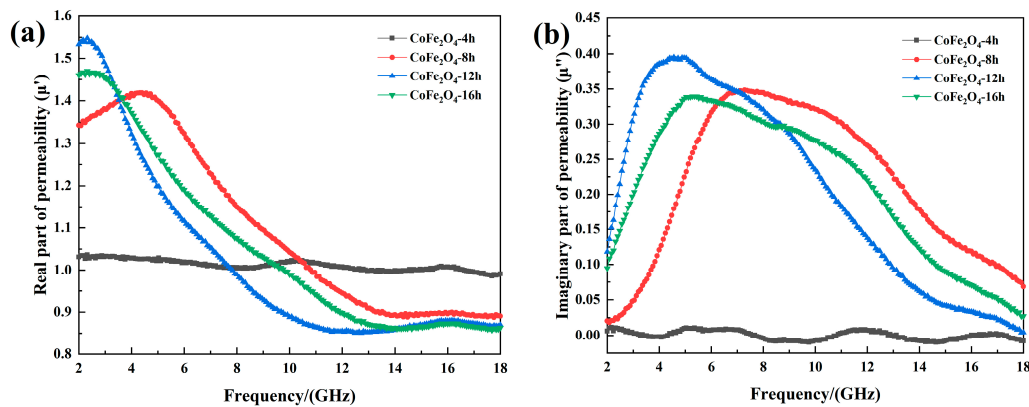 (a)
Real part of permeability (μ')
1.6
1.5
1.4
1.3
1.2
1.1
1.0
0.9
0.8
CoFe₂O₄-4h
CoFe₂O₄-8h
CoFe₂O₄-12h
CoFe₂O₄-16h
2 4 6 8 10 12 14 16 18
Frequency/(GHz)
(b)
Imaginary part of permeability (μ")
0.45
0.40
0.35
0.30
0.25
0.20
0.15
0.10
0.05
0.00
CoFe₂O₄-4h
CoFe₂O₄-8h
CoFe₂O₄-12h
CoFe₂O₄-16h
2 4 6 8 10 12 14 16 18
Frequency/(GHz)